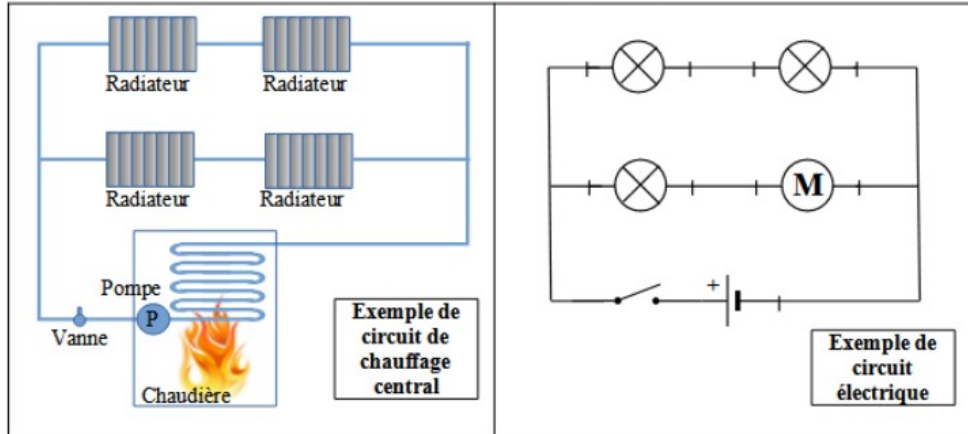 Radiateur
Radiateur
Radiateur
Radiateur
Pompe
P
Vanne
Chaudière
Exemple de
circuit de
chauffage
central
M
+
Exemple de
circuit
électrique